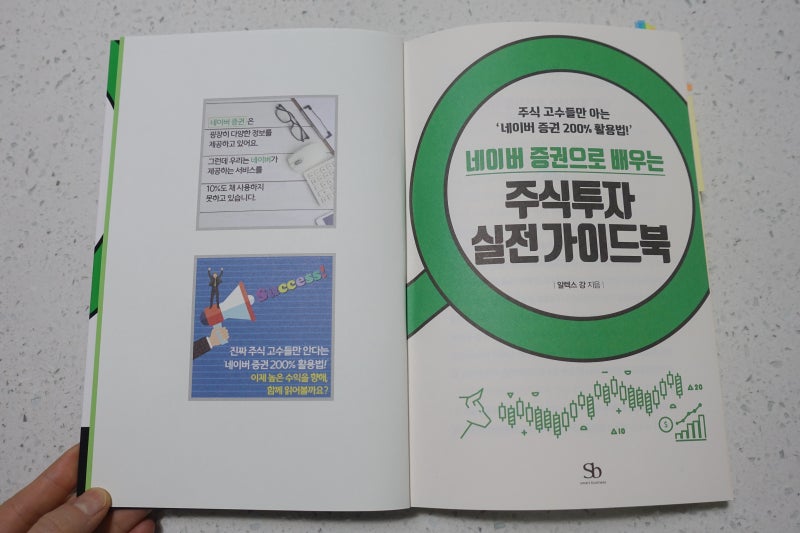 네이버 증권 은
굉장히 다양한 정보를
제공하고 있어요.
그런데 우리는 네이버가
제공하는 서비스를
10%도 채 사용하지
못하고 있습니다.
Success!
진짜 주식 고수들만 안다는
네이버 증권 200% 활용법!
이제 높은 수익을 향해,
함께 읽어볼까요?
주식 고수들만 아는
‘네이버 증권 200% 활용법!’
네이버 증권으로 배우는
주식투자
실전 가이드북
| 알렉스 강 지음 |
△20
△10
$
Sb
smart business